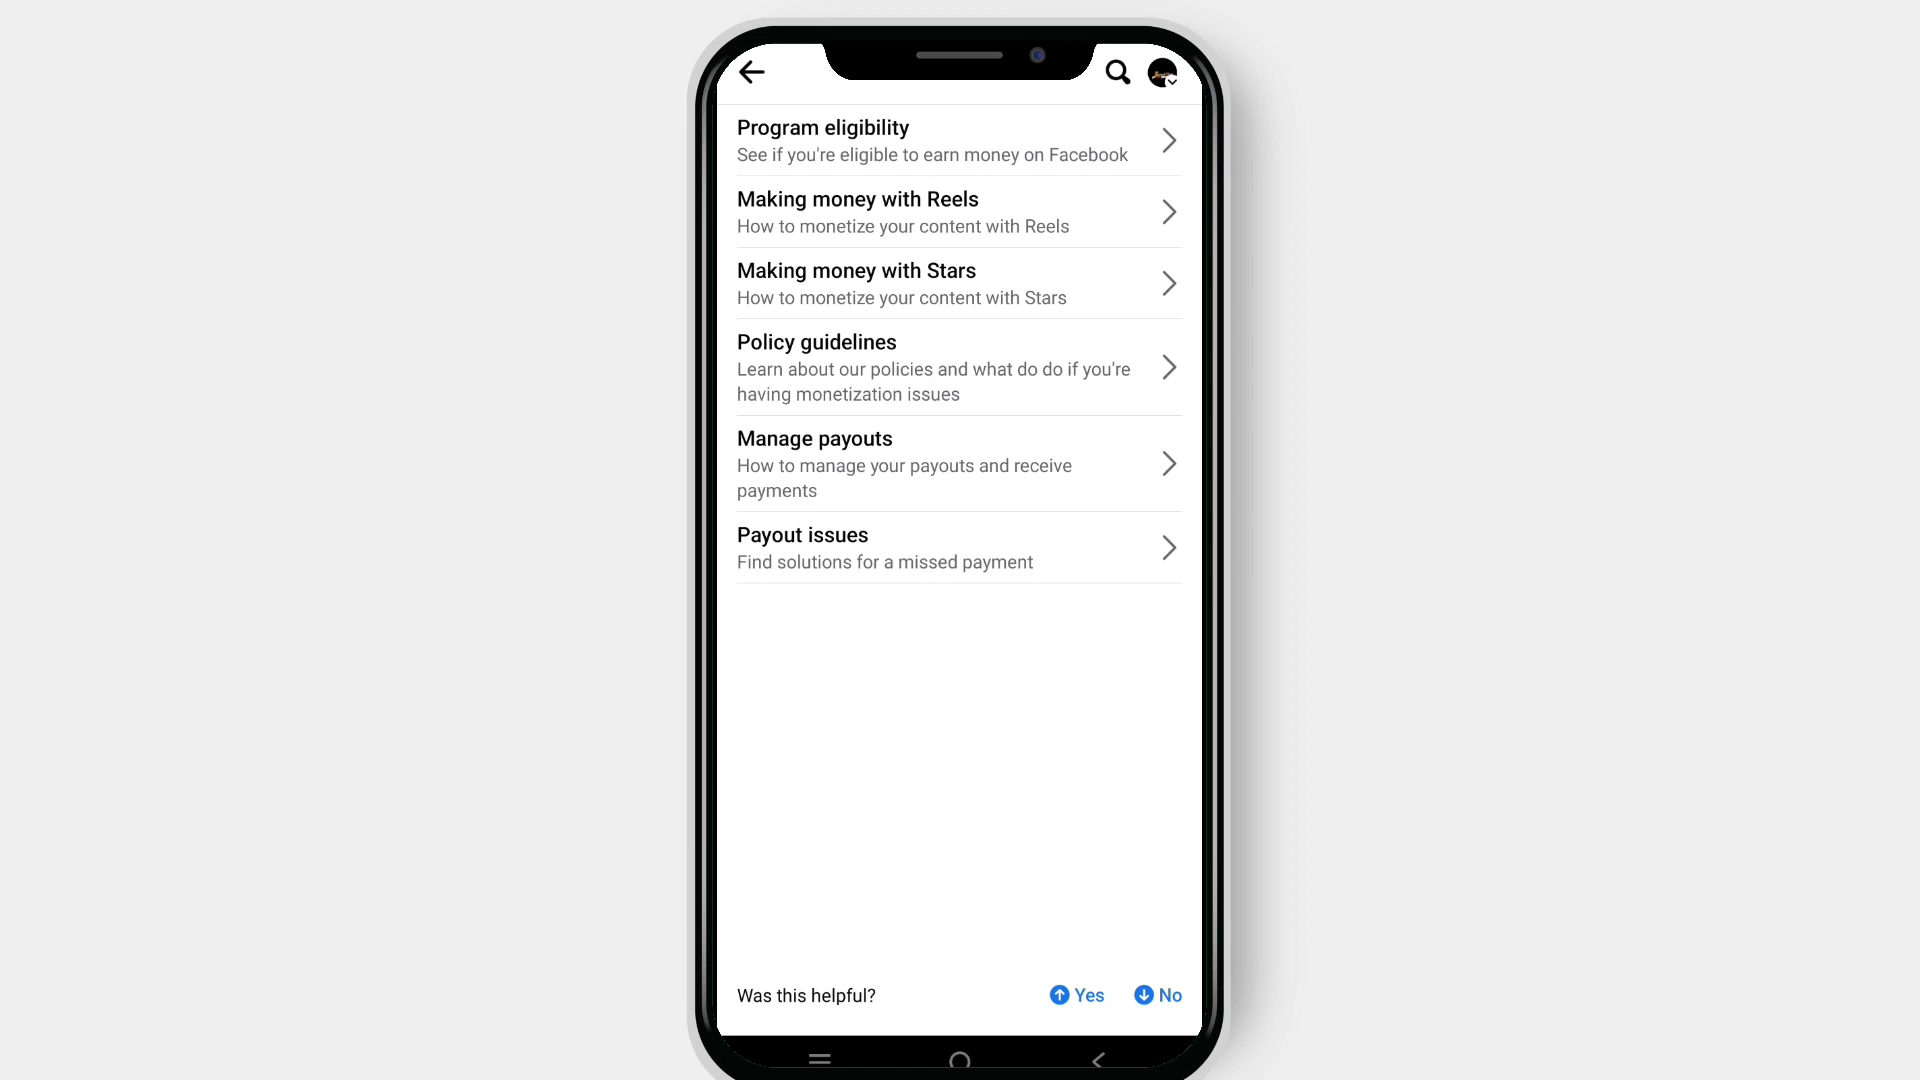 Program eligibility
See if you're eligible to earn money on Facebook
Making money with Reels
How to monetize your content with Reels
Making money with Stars
How to monetize your content with Stars
Policy guidelines
Learn about our policies and what do do if you're
having monetization issues
Manage payouts
How to manage your payouts and receive
payments
Payout issues
Find solutions for a missed payment
Was this helpful? Yes No